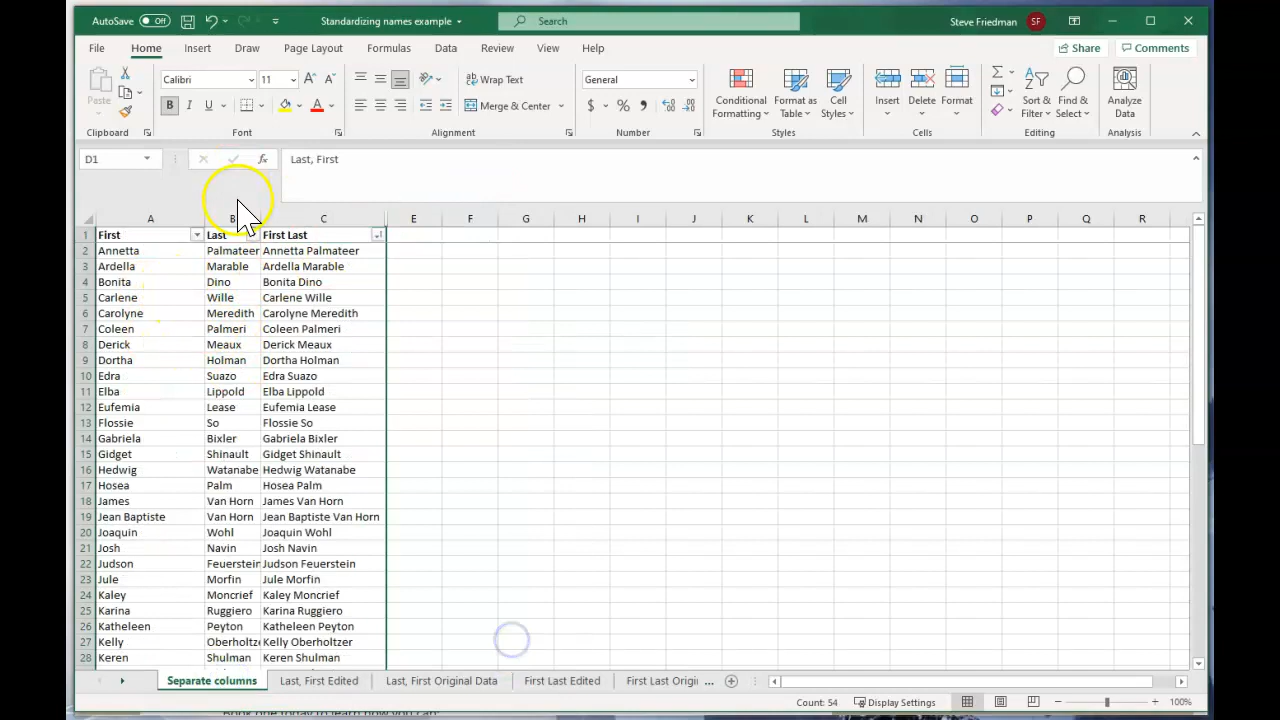 AutoSave Off Standardizing names example Search Steve Friedman SF
File Home Insert Draw Page Layout Formulas Data Review View Help Share Comments
Calibri 11 Wrap Text General
Paste B I U Merge & Center $ % Conditional Formatting Format as Table Cell Styles Insert Delete Format Sort & Filter Find & Select Analyze Data
Clipboard Font Alignment Number Styles Cells Editing Analysis
D1 fx Last, First
A B C E F G H I J K L M N O P Q R
1 First Last First Last
2 Annetta Palmateer Annetta Palmateer
3 Ardella Marable Ardella Marable
4 Bonita Dino Bonita Dino
5 Carlene Wille Carlene Wille
6 Carolyne Meredith Carolyne Meredith
7 Coleen Palmeri Coleen Palmeri
8 Derick Meaux Derick Meaux
9 Dortha Holman Dortha Holman
10 Edra Suazo Edra Suazo
11 Elba Lippold Elba Lippold
12 Eufemia Lease Eufemia Lease
13 Flossie So Flossie So
14 Gabriela Bixler Gabriela Bixler
15 Gidget Shinault Gidget Shinault
16 Hedwig Watanabe Hedwig Watanabe
17 Hosea Palm Hosea Palm
18 James Van Horn James Van Horn
19 Jean Baptiste Van Horn Jean Baptiste Van Horn
20 Joaquin Wohl Joaquin Wohl
21 Josh Navin Josh Navin
22 Judson Feuerstein Judson Feuerstein
23 Jule Morfin Jule Morfin
24 Kaley Moncrief Kaley Moncrief
25 Karina Ruggiero Karina Ruggiero
26 Katheleen Peyton Katheleen Peyton
27 Kelly Oberholtze Kelly Oberholtzer
28 Keren Shulman Keren Shulman
Separate columns Last, First Edited Last, First Original Data First Last Edited First Last Origi ...
Count: 54 Display Settings 100%